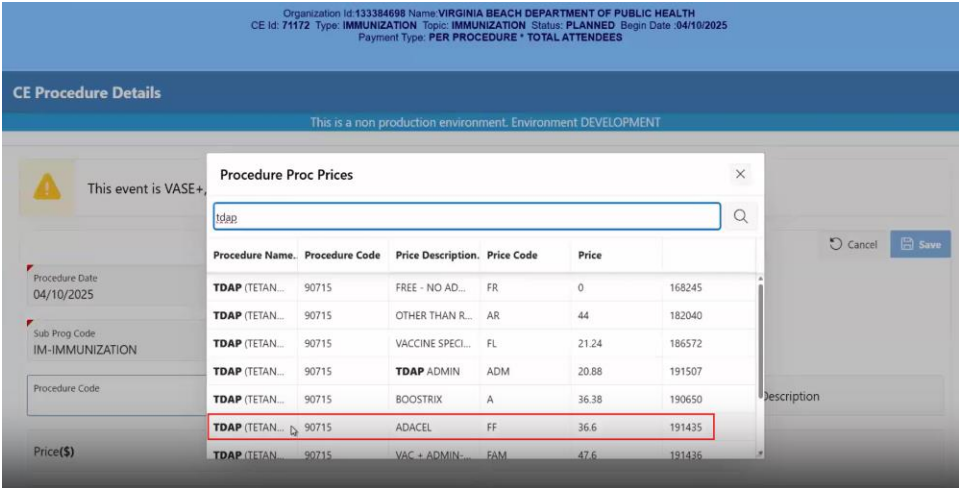 Organization Id:133384698 Name:VIRGINIA BEACH DEPARTMENT OF PUBLIC HEALTH
CE Id: 71172 Type: IMMUNIZATION Topic: IMMUNIZATION Status: PLANNED Begin Date :04/10/2025
Payment Type: PER PROCEDURE * TOTAL ATTENDEES
CE Procedure Details
This is a non production environment. Environment DEVELOPMENT
This event is VASE+,
Procedure Proc Prices
tdap
Cancel Save
Procedure Name.. Procedure Code Price Description. Price Code Price
Procedure Date
04/10/2025
Sub Prog Code
IM-IMMUNIZATION
Procedure Code
Description
Price($)
TDAP (TETAN... 90715 FREE - NO AD... FR 0 168245
TDAP (TETAN... 90715 OTHER THAN R... AR 44 182040
TDAP (TETAN... 90715 VACCINE SPECI... FL 21.24 186572
TDAP (TETAN... 90715 TDAP ADMIN ADM 20.88 191507
TDAP (TETAN... 90715 BOOSTRIX A 36.38 190650
TDAP (TETAN... 90715 ADACEL FF 36.6 191435
TDAP (TETAN... 90715 VAC + ADMIN-... FAM 47.6 191436